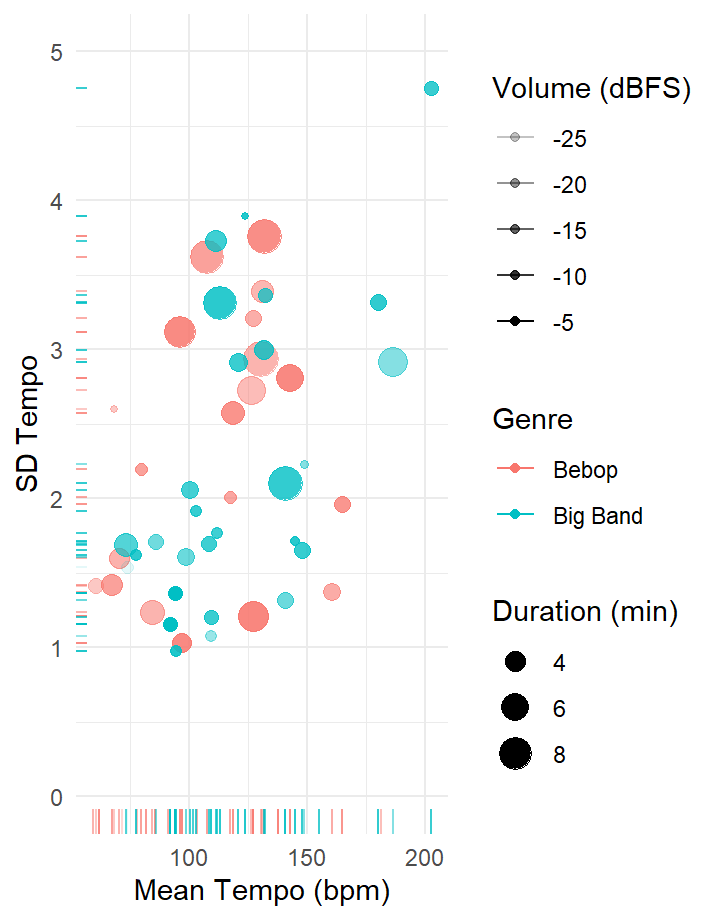 5
4
3
2
1
0
SD Tempo
100
150
200
Mean Tempo (bpm)
Volume (dBFS)
-25
-20
-15
-10
-5
Genre
Bebop
Big Band
Duration (min)
4
6
8